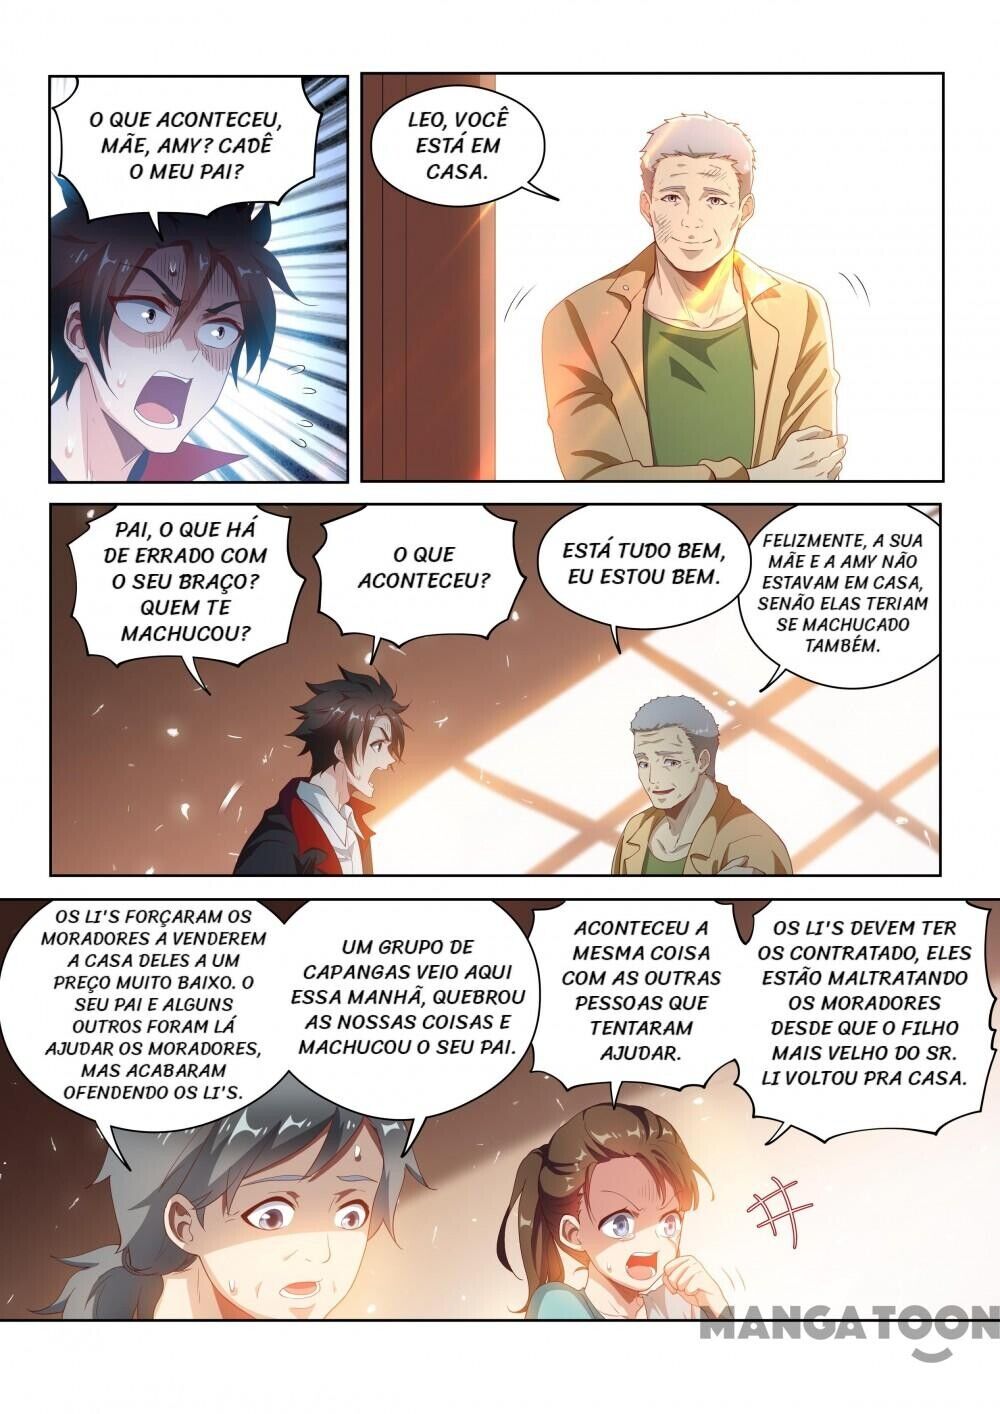 O QUE ACONTECEU,
MÃE, AMY? CADÊ
O MEU PAI?
LEO, VOCÊ
ESTÁ EM
CASA.
PAI, O QUE HÁ
DE ERRADO COM
O SEU BRAÇO?
QUEM TE
MACHUCOU?
O QUE
ACONTECEU?
ESTÁ TUDO BEM,
EU ESTOU BEM.
FELIZMENTE, A SUA
MÃE E A AMY NÃO
ESTAVAM EM CASA,
SENÃO ELAS TERIAM
SE MACHUCADO
TAMBÉM.
OS LI'S FORÇARAM OS
MORADORES A VENDEREM
A CASA DELES A UM
PREÇO MUITO BAIXO. O
SEU PAI E ALGUNS
OUTROS FORAM LÁ
AJUDAR OS MORADORES,
MAS ACABARAM
OFENDENDO OS LI'S.
UM GRUPO DE
CAPANGAS VEIO AQUI
ESSA MANHÃ, QUEBROU
AS NOSSAS COISAS E
MACHUCOU O SEU PAI.
ACONTECEU A
MESMA COISA
COM AS OUTRAS
PESSOAS QUE
TENTARAM
AJUDAR.
OS LI'S DEVEM TER
OS CONTRATADO, ELES
ESTÃO MALTRATANDO
OS MORADORES
DESDE QUE O FILHO
MAIS VELHO DO SR.
LI VOLTOU PRA CASA.
MANGATOON